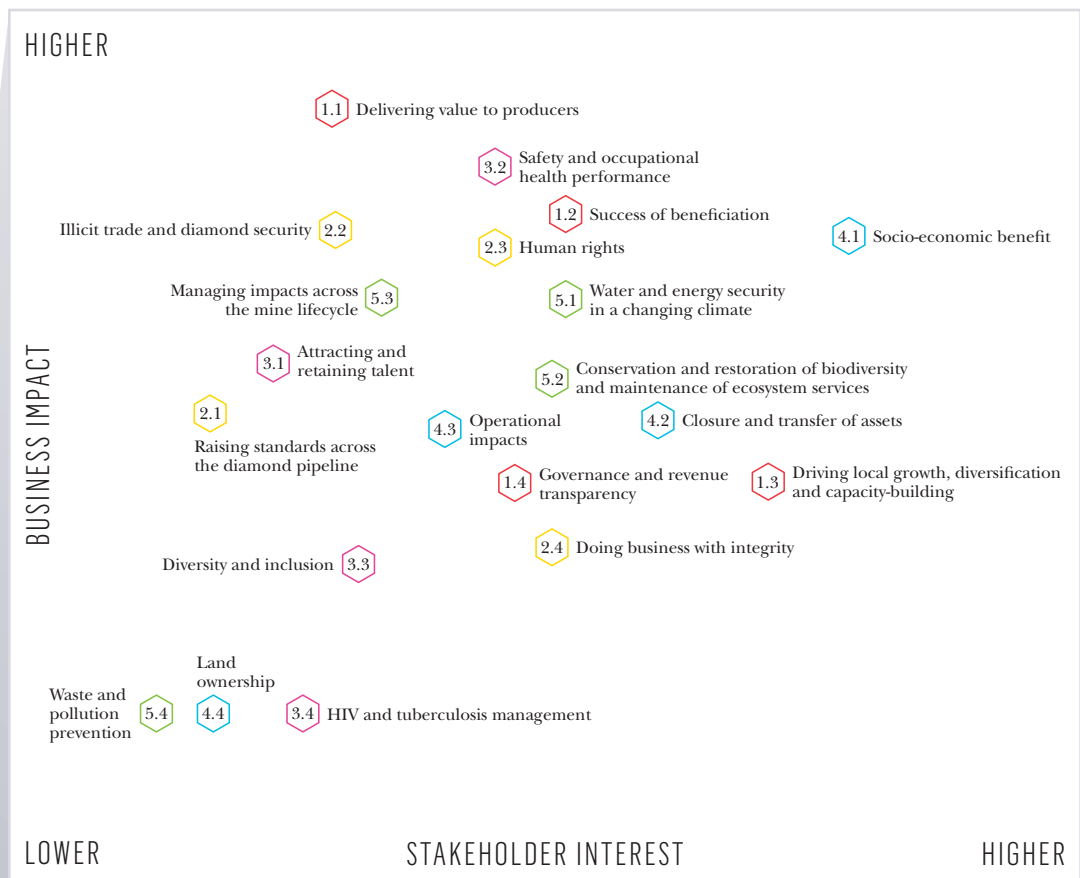 HIGHER
1.1 Delivering value to producers
3.2 Safety and occupational
health performance
1.2 Success of beneficiation
Illicit trade and diamond security 2.2
4.1 Socio-economic benefit
2.3 Human rights
Managing impacts across
the mine lifecycle 5.3
5.1 Water and energy security
in a changing climate
3.1 Attracting and
retaining talent
5.2 Conservation and restoration of biodiversity
and maintenance of ecosystem services
2.1
Raising standards across
the diamond pipeline
4.3 Operational
impacts
4.2 Closure and transfer of assets
1.4 Governance and revenue
transparency
1.3 Driving local growth, diversification
and capacity-building
BUSINESS IMPACT
2.4 Doing business with integrity
Diversity and inclusion 3.3
Waste and
pollution
prevention
5.4
Land
ownership
4.4
3.4 HIV and tuberculosis management
LOWER
STAKEHOLDER INTEREST
HIGHER